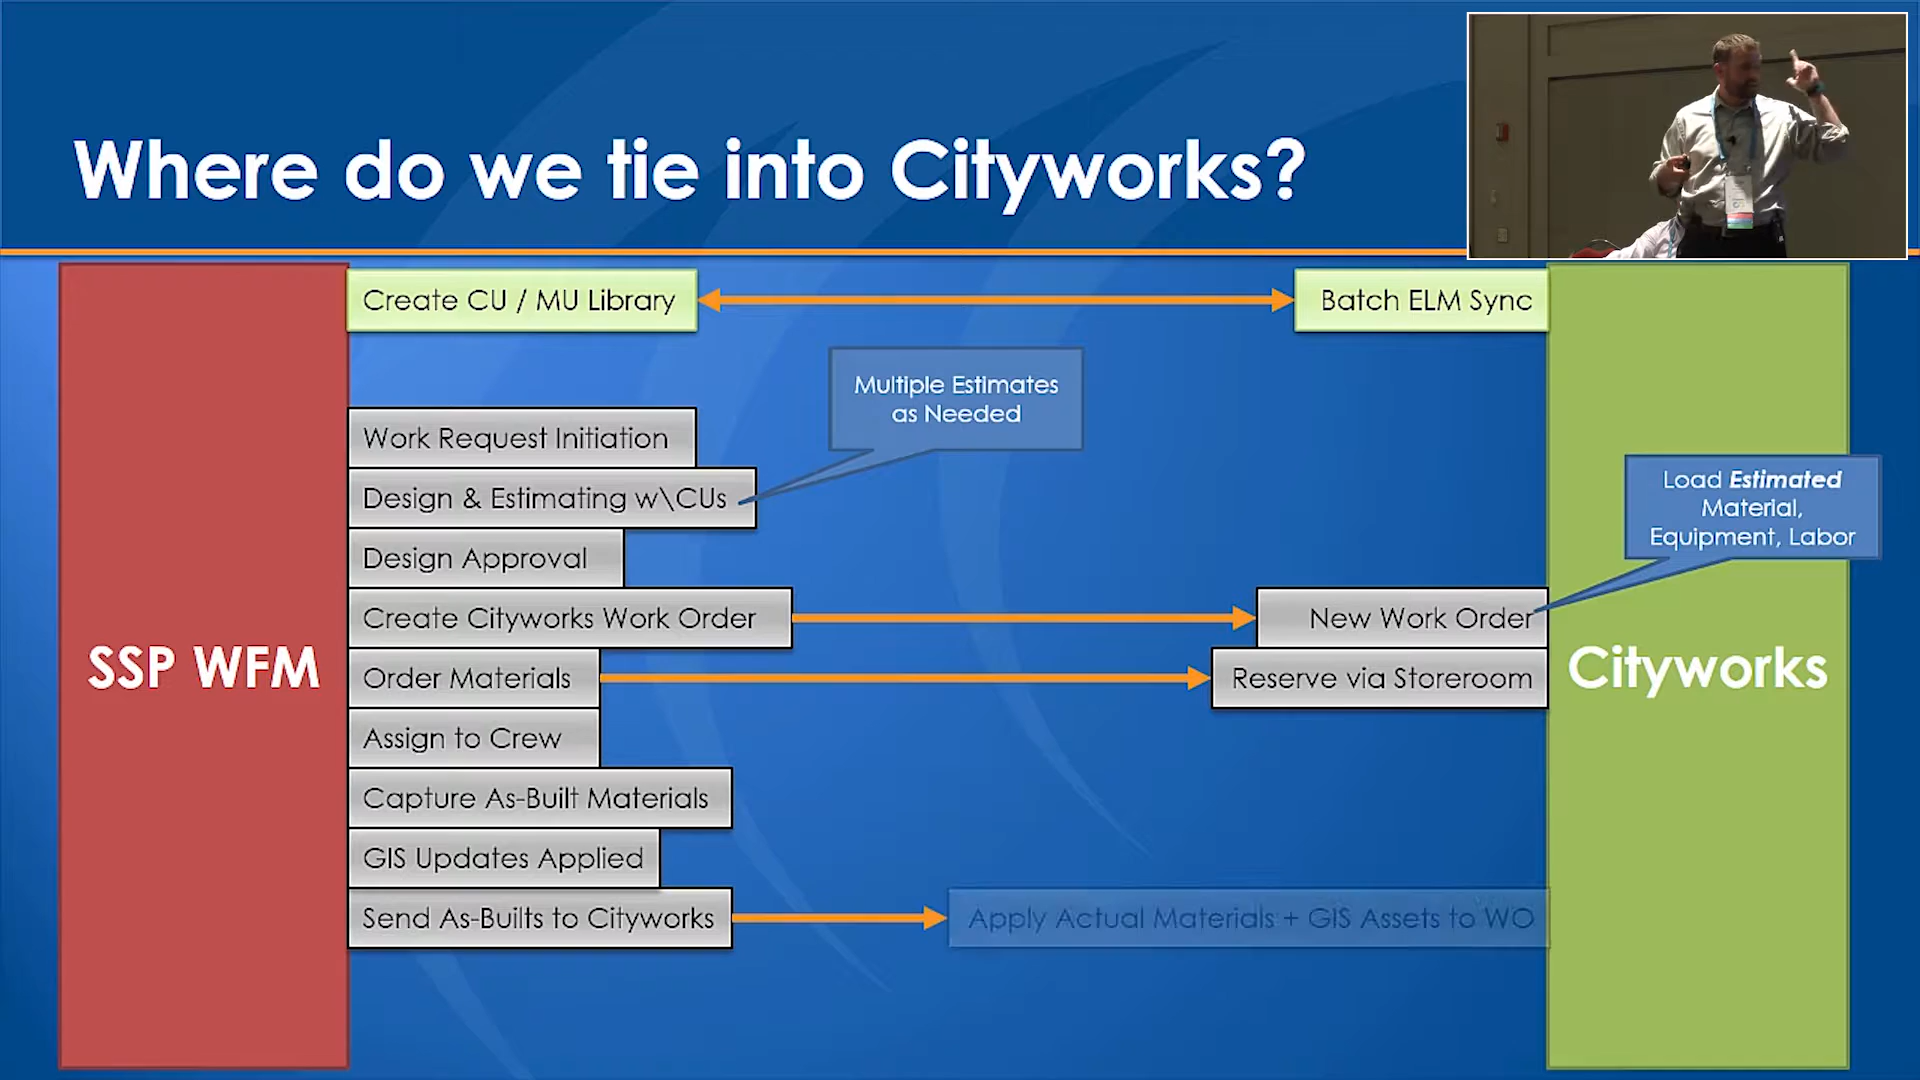 Where do we tie into Cityworks?
Create CU / MU Library
Batch ELM Sync
Multiple Estimates
as Needed
Work Request Initiation
Design & Estimating w\CUs
Load Estimated
Material,
Equipment, Labor
Design Approval
Create Cityworks Work Order
New Work Order
SSP WFM
Order Materials
Reserve via Storeroom
Cityworks
Assign to Crew
Capture As-Built Materials
GIS Updates Applied
Send As-Builts to Cityworks
Apply Actual Materials + GIS Assets to WO